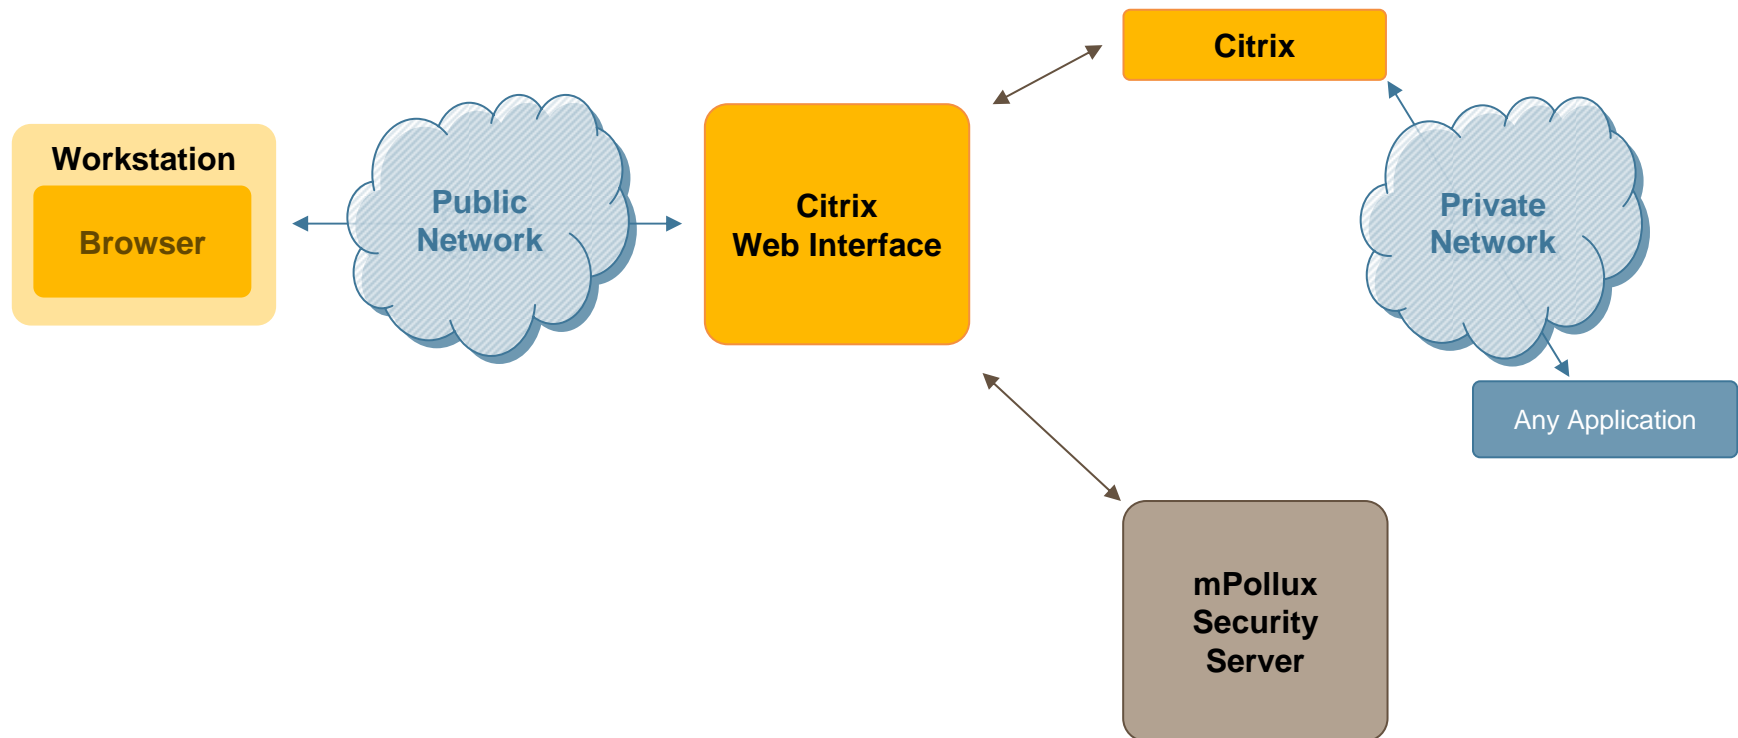 Workstation
Browser
Public
Network
Citrix
Web Interface
Citrix
Private
Network
Any Application
mPollux
Security
Server